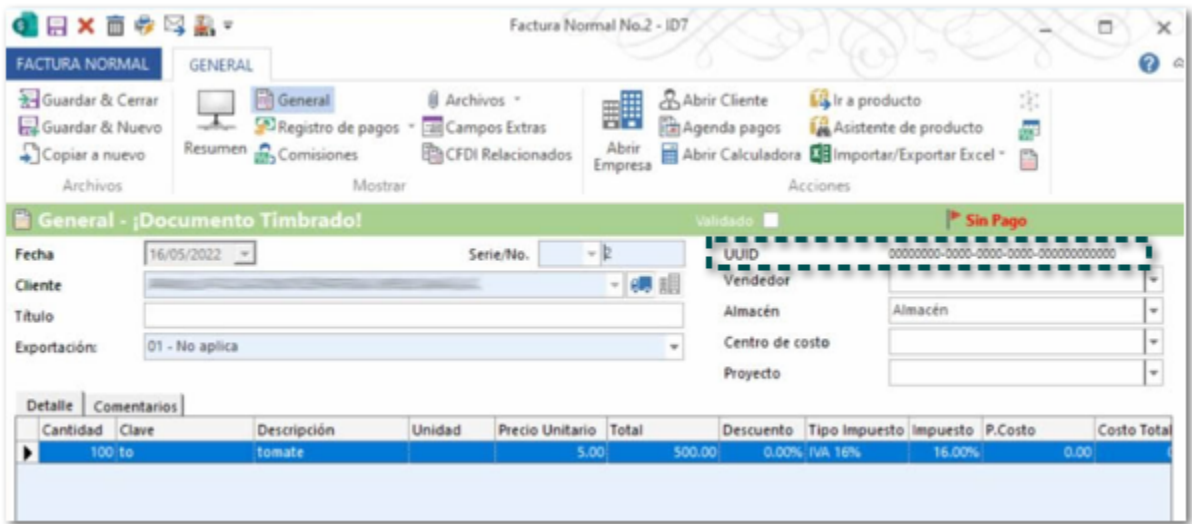 Factura Normal No.2 - ID7
FACTURA NORMAL GENERAL
Guardar & Cerrar General Archivos Abrir Cliente Ir a producto
Guardar & Nuevo Registro de pagos Campos Extras Agenda pagos Asistente de producto
Copiar a nuevo Resumen Comisiones CFDI Relacionados Abrir Empresa Abrir Calculadora Importar/Exportar Excel
Archivos Mostrar Acciones
General - ¡Documento Timbrado! Validado Sin Pago
Fecha 16/05/2022 Serie/No. 2 UUID 00000000-0000-0000-0000-000000000000
Cliente Vendedor
Título Almacén Almacén
Exportación: 01 - No aplica Centro de costo
Proyecto
Detalle Comentarios
Cantidad Clave Descripción Unidad Precio Unitario Total Descuento Tipo Impuesto Impuesto P.Costo Costo Total
100 to tomate 5.00 500.00 0.00% IVA 16% 16.00% 0.00